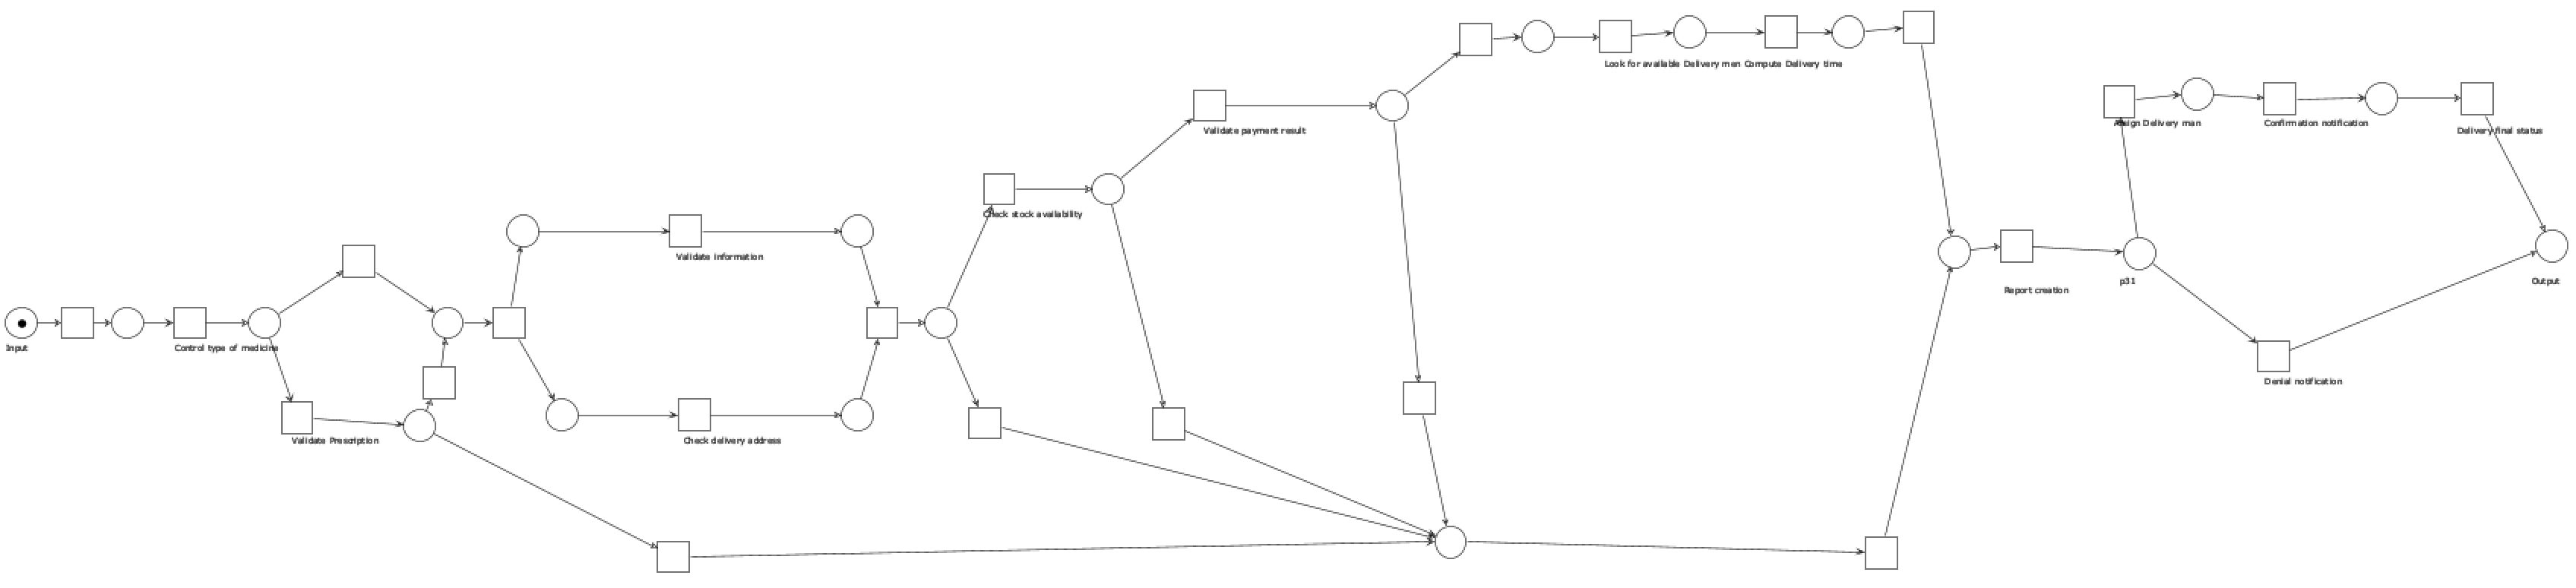 Look for available Delivery men Compute Delivery time
Assign Delivery man
Confirmation notification
Delivery final status
Validate payment result
Check stock availability
Validate information
Report creation
p31
Output
Input
Control type of medicine
Denial notification
Validate Prescription
Check delivery address